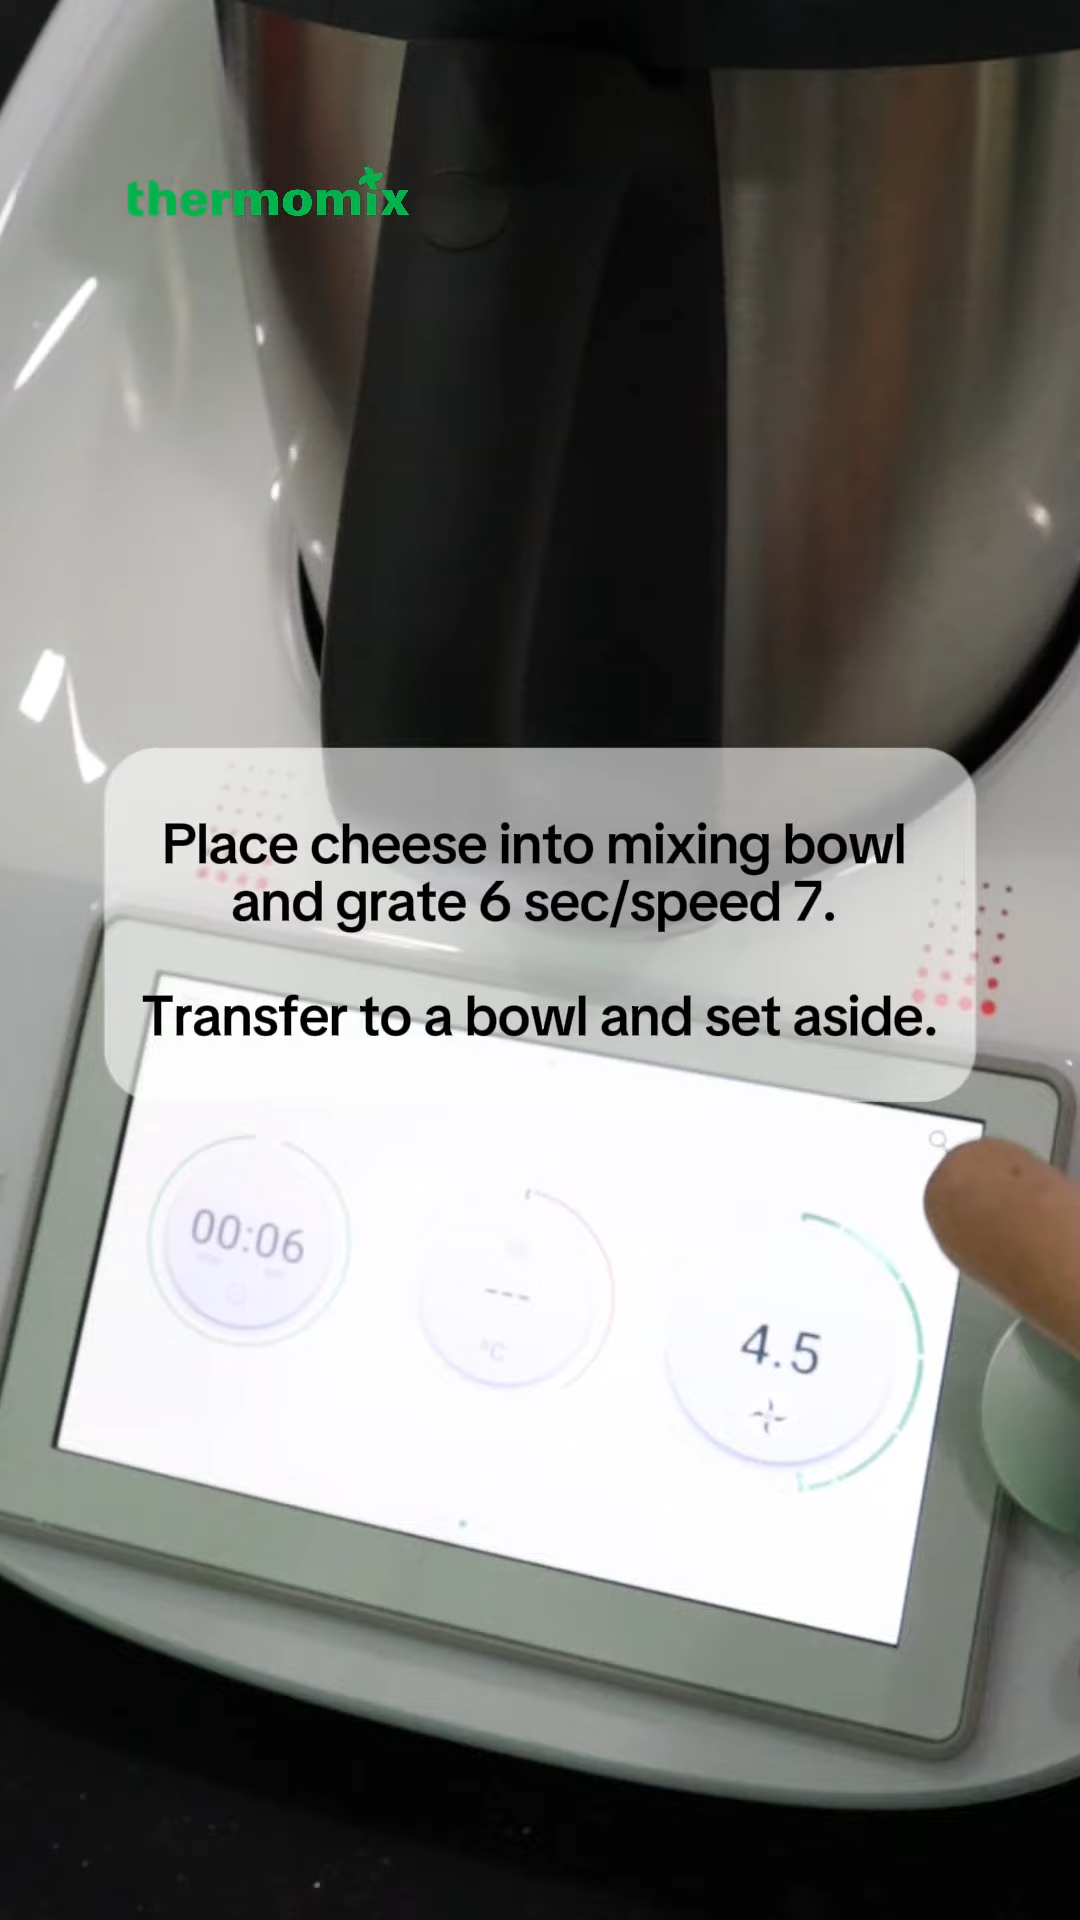 thermomix
Place cheese into mixing bowl
and grate 6 sec/speed 7.
Transfer to a bowl and set aside.
00:06
---
°C
4.5